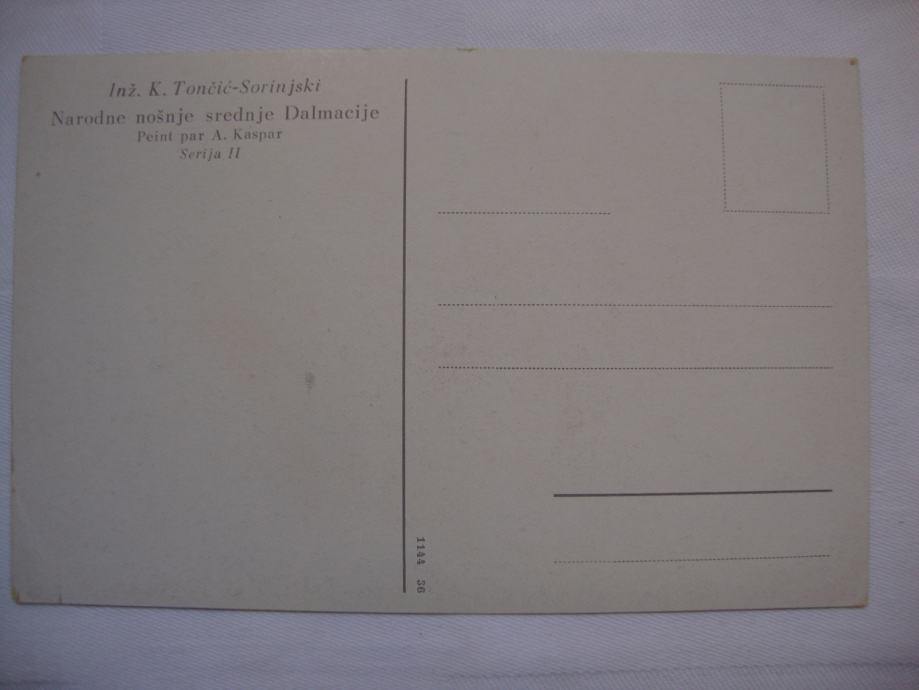 Inž. K. Tončić-Sorinjski
Narodne nošnje srednje Dalmacije
Peint par A. Kaspar
Serija II
1144 36